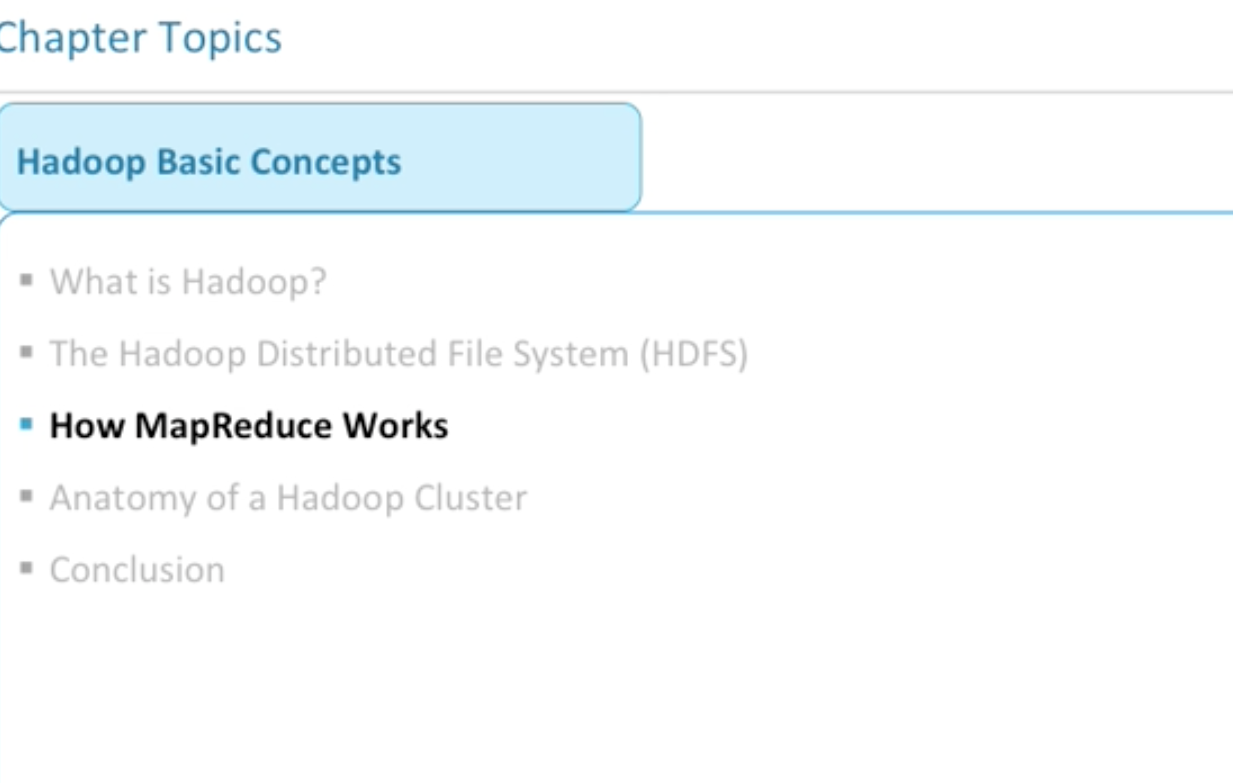 Chapter Topics
Hadoop Basic Concepts
What is Hadoop?
The Hadoop Distributed File System (HDFS)
How MapReduce Works
Anatomy of a Hadoop Cluster
Conclusion